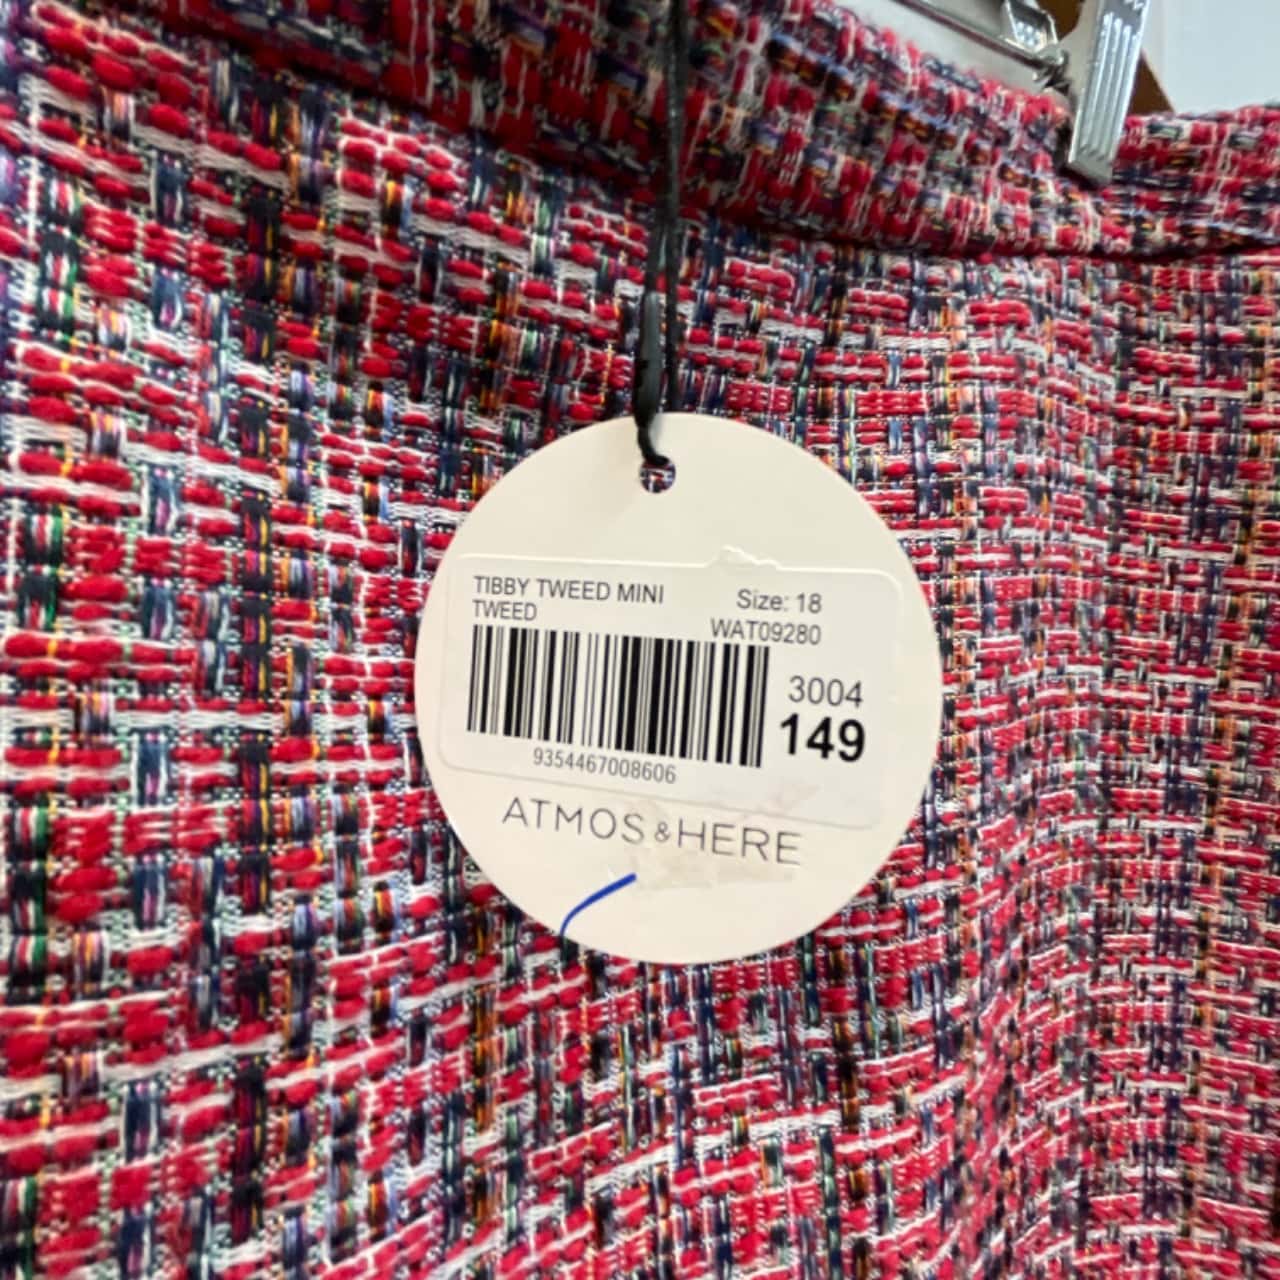 TIBBY TWEED MINI
TWEED
Size: 18
WAT09280
3004
149
9354467008606
ATMOS & HERE